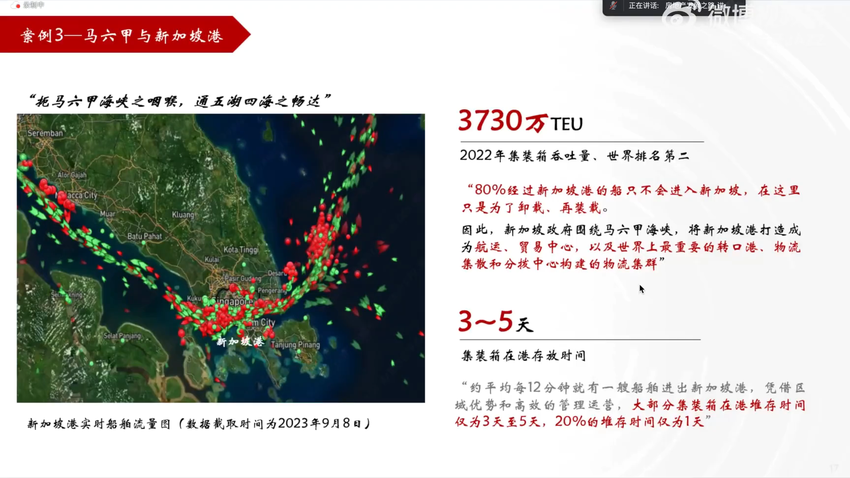 正在讲话:
微博
案例3—马六甲与新加坡港
“扼马六甲海峡之咽喉，通五湖四海之畅达”
Seremban
Alor Gajah
acca City
Muar
Kluang
Batu Pahat
Kota Tinggi
Kulai
Pasir Gudang
Desar
Pengerang
Kuku
Singapore
m City
Selat Panjang
Tanjung Pinang
新加坡港
新加坡港实时船舶流量图（数据截取时间为2023年9月8日）
3730万TEU
2022年集装箱吞吐量、世界排名第二
“80%经过新加坡港的船只不会进入新加坡，在这里
只是为了卸载、再装载。
因此，新加坡政府围绕马六甲海峡，将新加坡港打造成
为航运、贸易中心，以及世界上最重要的转口港、物流
集散和分拨中心构建的物流集群”
3～5天
集装箱在港存放时间
“约平均每12分钟就有一艘船舶进出新加坡港，凭借区
域优势和高效的管理运营，大部分集装箱在港堆存时间
仅为3天至5天，20%的堆存时间仅为1天”